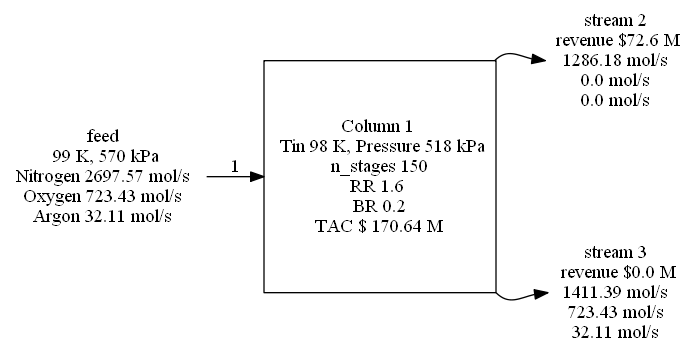 feed
99 K, 570 kPa
Nitrogen 2697.57 mol/s
Oxygen 723.43 mol/s
Argon 32.11 mol/s
1
Column 1
Tin 98 K, Pressure 518 kPa
n_stages 150
RR 1.6
BR 0.2
TAC $ 170.64 M
stream 2
revenue $72.6 M
1286.18 mol/s
0.0 mol/s
0.0 mol/s
stream 3
revenue $0.0 M
1411.39 mol/s
723.43 mol/s
32.11 mol/s